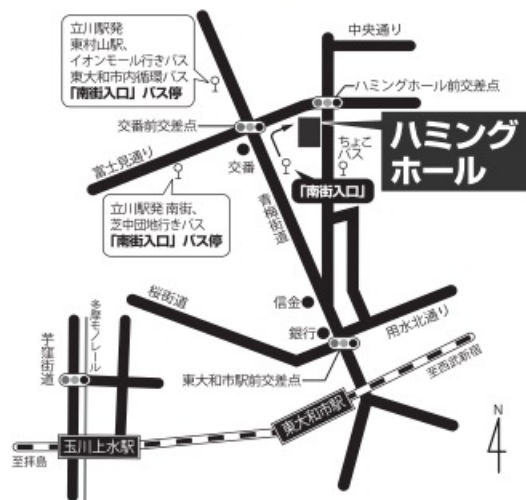 立川駅発
東村山駅、
イオンモール行きバス
東大和市内循環バス
「南街入口」バス停
中央通り
ハミングホール前交差点
交番前交差点
ハミング
ホール
ちょこ
バス
交番
富士見通り
「南街入口」
立川駅発 南街、
芝中団地行きバス
「南街入口」バス停
青梅街道
桜街道
信金
用水北通り
銀行
多摩モノレール
芋窪街道
東大和市駅前交差点
至西武新宿
東大和市駅
玉川上水駅
至拝島
N
4